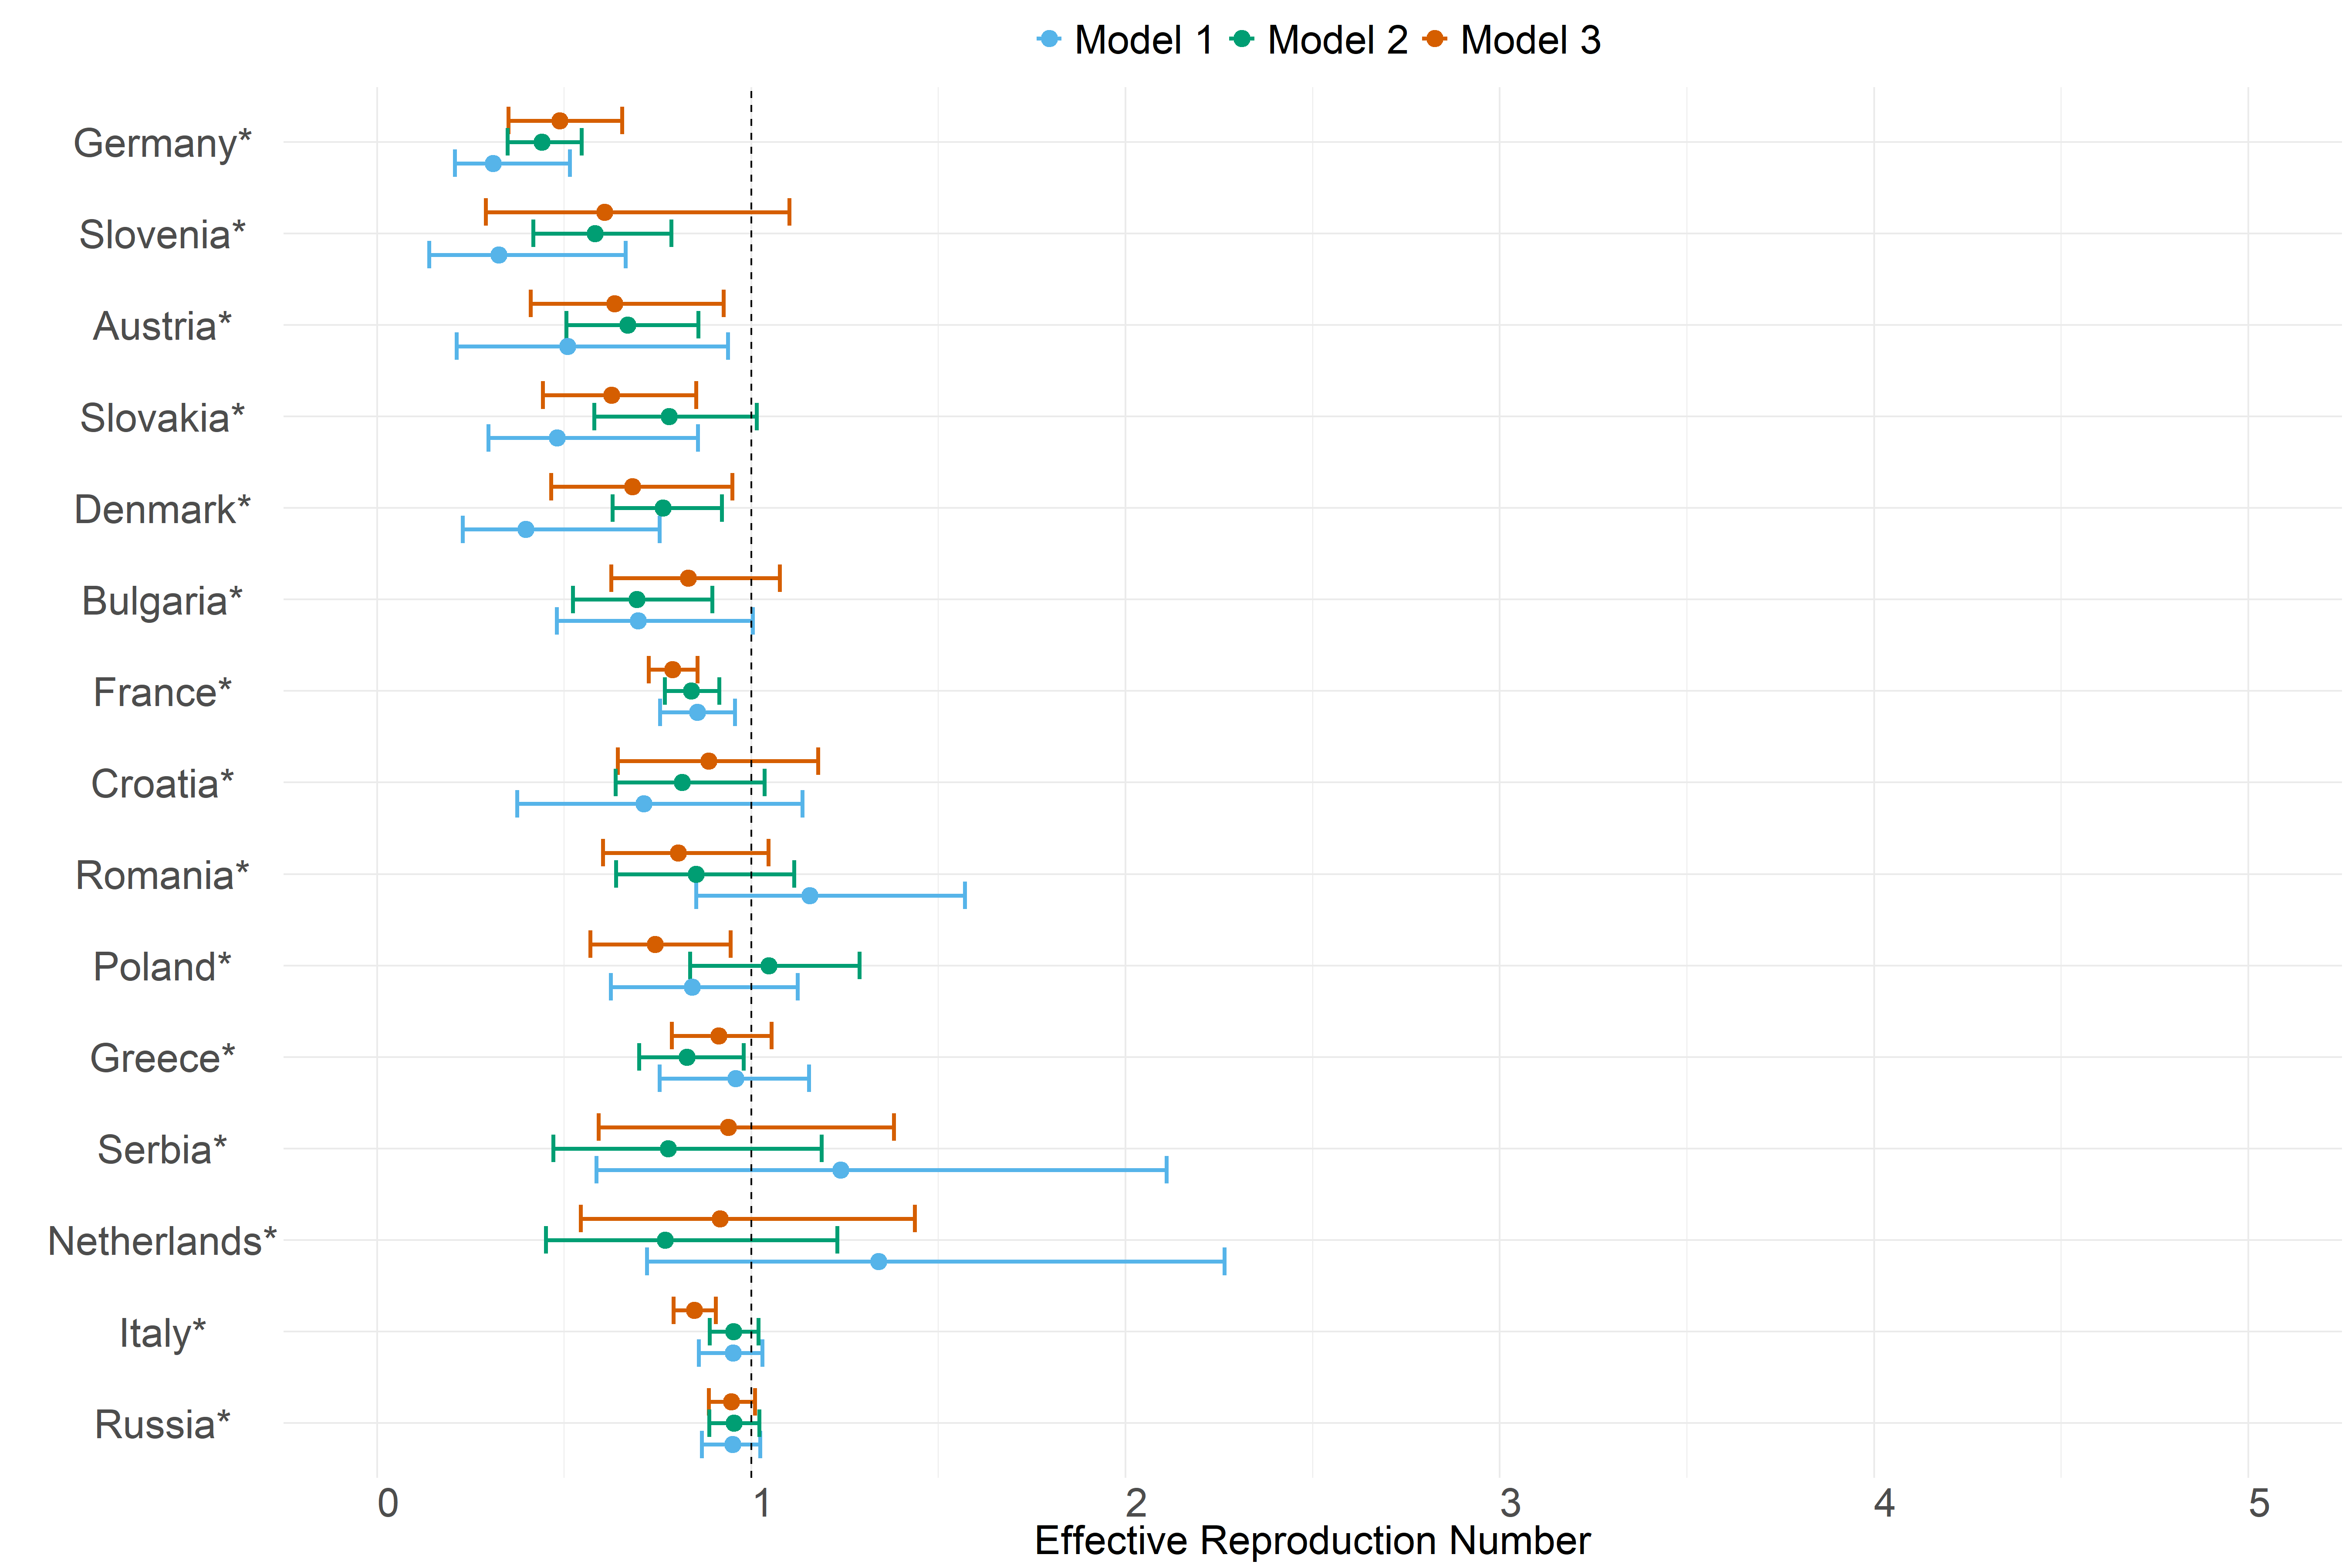 Model 1 Model 2 Model 3
Germany*
Slovenia*
Austria*
Slovakia*
Denmark*
Bulgaria*
France*
Croatia*
Romania*
Poland*
Greece*
Serbia*
Netherlands*
Italy*
Russia*
0 1 2 3 4 5
Effective Reproduction Number